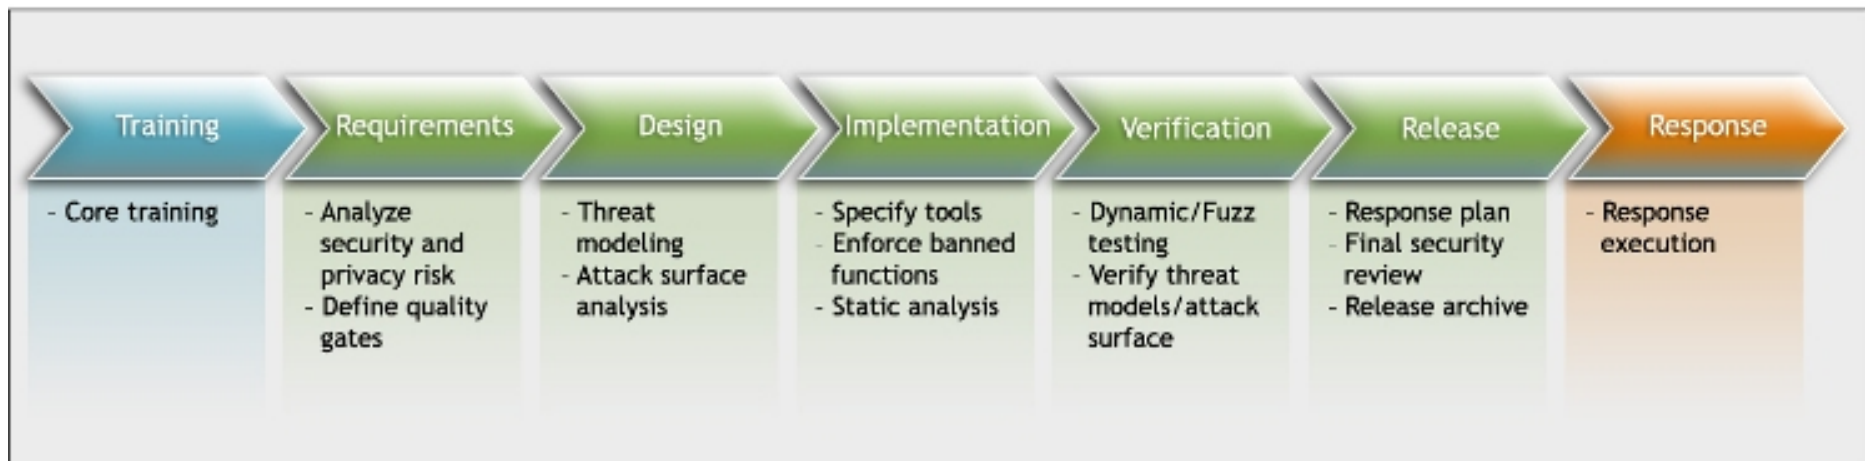 Training
Requirements
Design
Implementation
Verification
Release
Response
- Core training
- Analyze
security and
privacy risk
- Define quality
gates
- Threat
modeling
- Attack surface
analysis
- Specify tools
- Enforce banned
functions
- Static analysis
- Dynamic/Fuzz
testing
- Verify threat
models/attack
surface
- Response plan
- Final security
review
- Release archive
- Response
execution